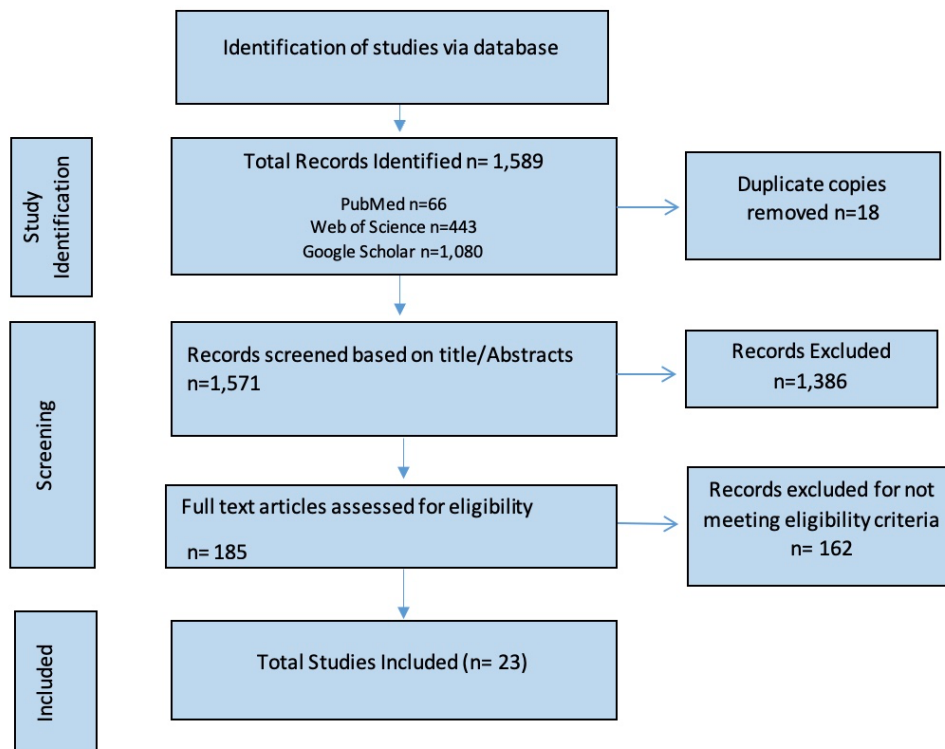 Identification of studies via database
Study
Identification
Total Records Identified n= 1,589
PubMed n=66
Web of Science n=443
Google Scholar n=1,080
Duplicate copies
removed n=18
Screening
Records screened based on title/Abstracts
n=1,571
Records Excluded
n=1,386
Full text articles assessed for eligibility
n= 185
Records excluded for not
meeting eligibility criteria
n= 162
Included
Total Studies Included (n= 23)